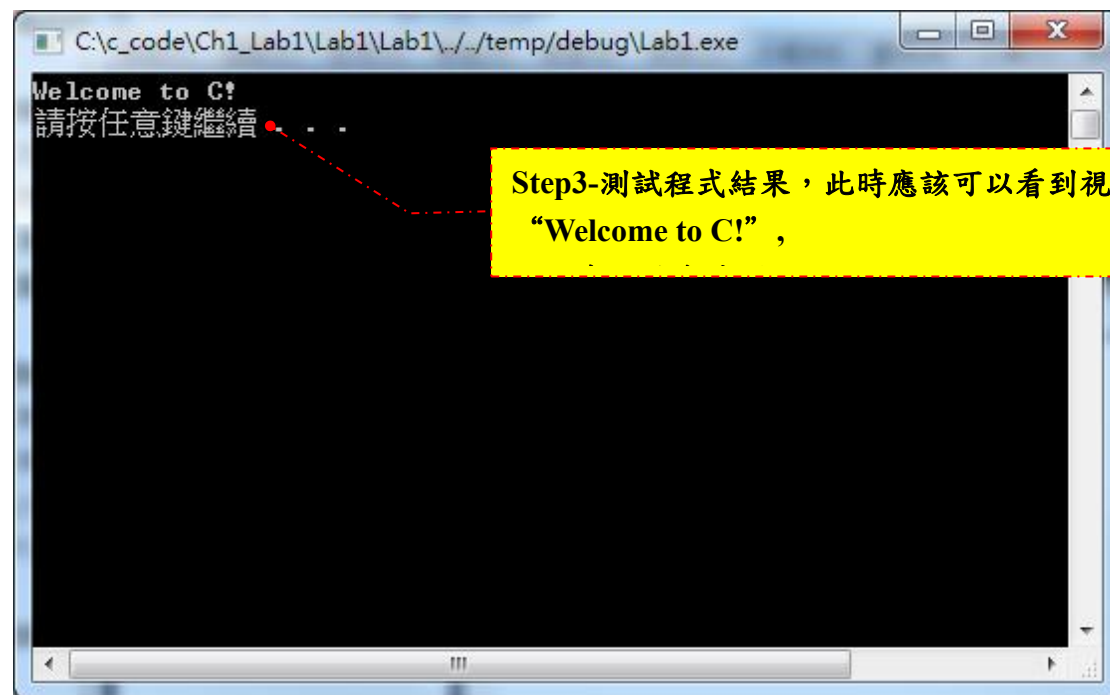 C:\c_code\Ch1_Lab1\Lab1\Lab1\../../temp/debug\Lab1.exe
Welcome to C!
請按任意鍵繼續 . . .
Step3-測試程式結果，此時應該可以看到視
“Welcome to C!”,